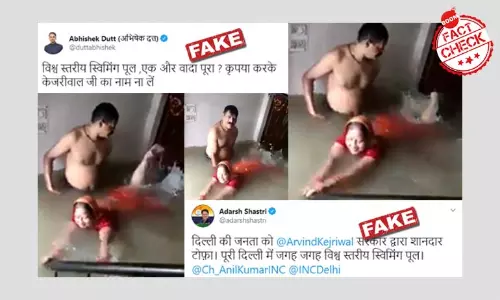 BOOM
FACT
CHECK
Abhishek Dutt (अभिषेक दत्त)
@duttabhishek
FAKE
विश्व स्तरीय स्विमिंग पूल ,एक और वादा पूरा ? कृपया करके
केजरीवाल जी का नाम ना लें
Adarsh Shastri
@adarshshastri
FAKE
दिल्ली की जनता को @ArvindKejriwal सरकार द्वारा शानदार
टोफ़ा। पूरी दिल्ली में जगह जगह विश्व स्तरीय स्विमिंग पूल।
@Ch_AnilKumarINC @INCDelhi